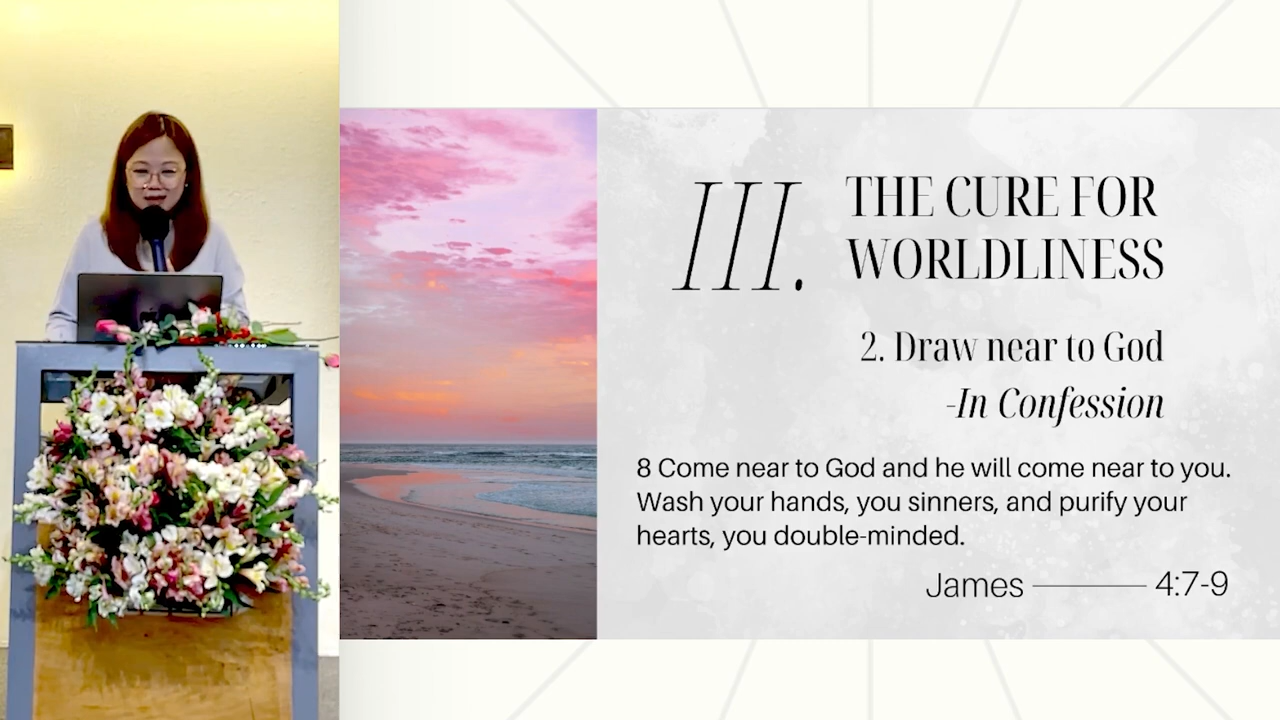 III.
THE CURE FOR
WORLDLINESS
2. Draw near to God
-In Confession
8 Come near to God and he will come near to you.
Wash your hands, you sinners, and purify your
hearts, you double-minded.
James 4:7-9